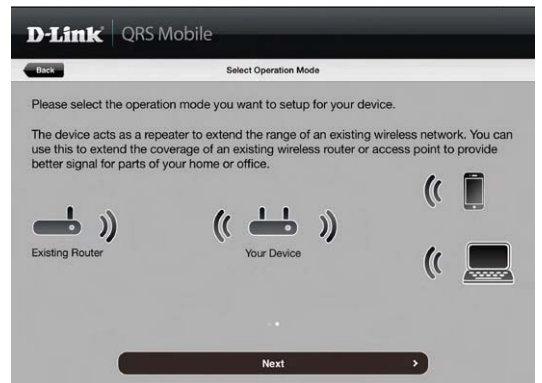 D-Link QRS Mobile
Back Select Operation Mode
Please select the operation mode you want to setup for your device.
The device acts as a repeater to extend the range of an existing wireless network. You can
use this to extend the coverage of an existing wireless router or access point to provide
better signal for parts of your home or office.
Existing Router Your Device
Next